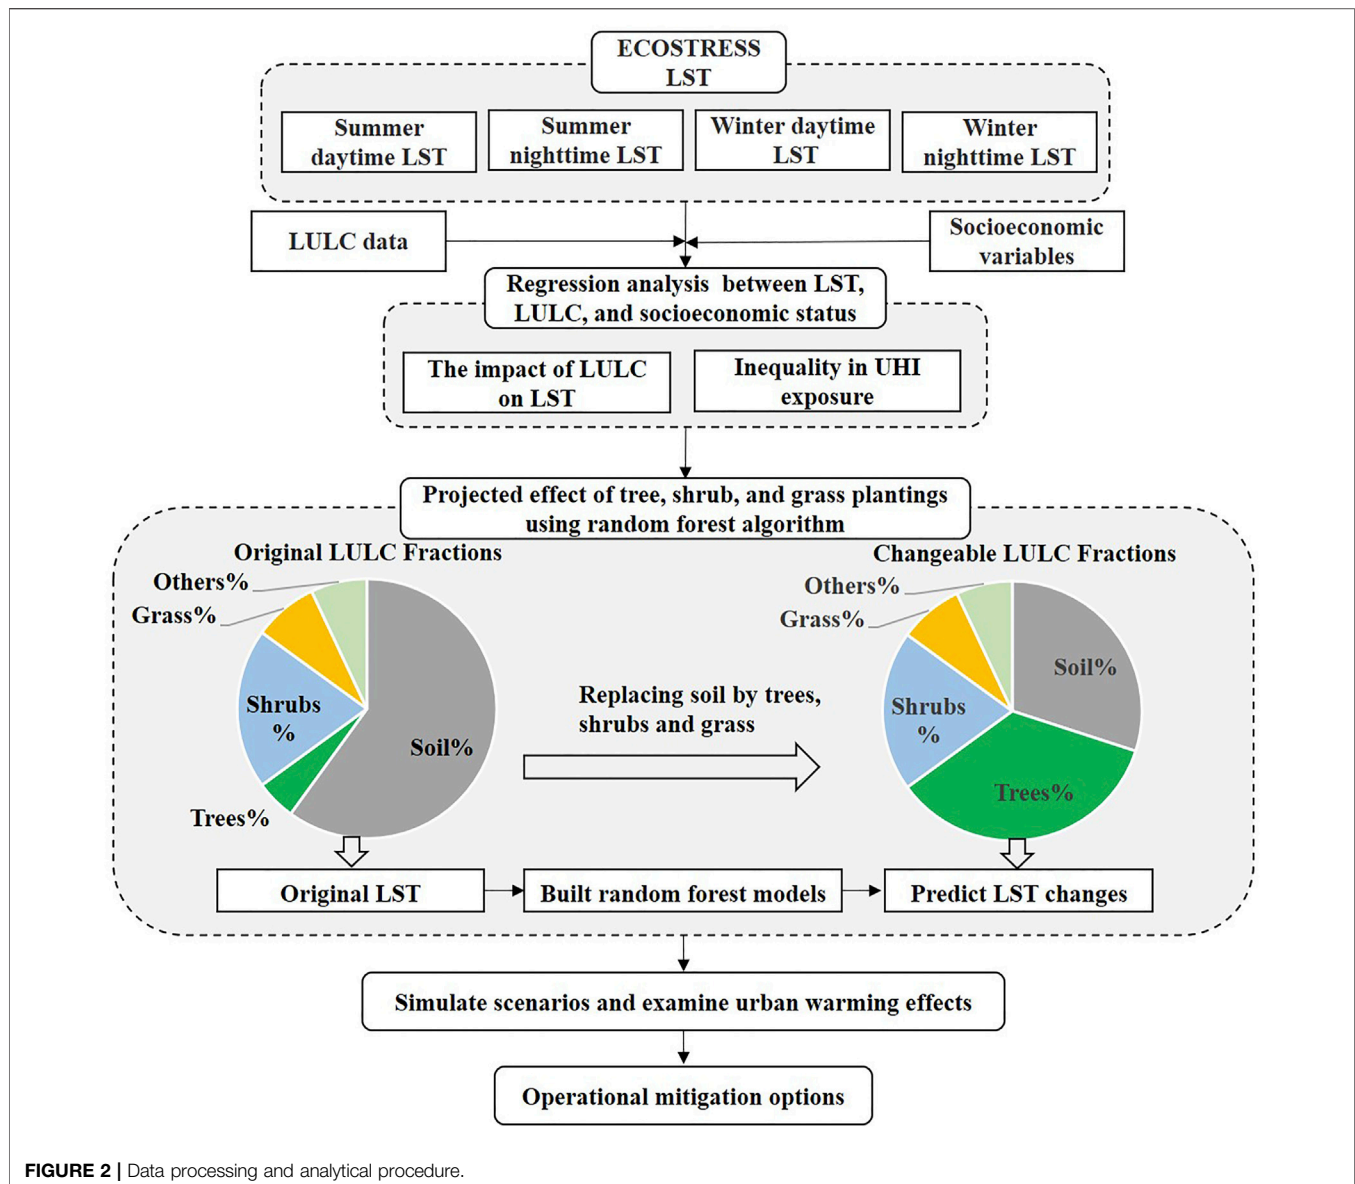 ECOSTRESS
LST
Summer
daytime LST
Summer
nighttime LST
Winter daytime
LST
Winter
nighttime LST
LULC data
Socioeconomic
variables
Regression analysis between LST,
LULC, and socioeconomic status
The impact of LULC
on LST
Inequality in UHI
exposure
Projected effect of tree, shrub, and grass plantings
using random forest algorithm
Original LULC Fractions
Others%
Grass%
Shrubs
%
Soil%
Trees%
Replacing soil by trees,
shrubs and grass
Changeable LULC Fractions
Others%
Grass%
Soil%
Shrubs
%
Trees%
Original LST
Built random forest models
Predict LST changes
Simulate scenarios and examine urban warming effects
Operational mitigation options
FIGURE 2 | Data processing and analytical procedure.